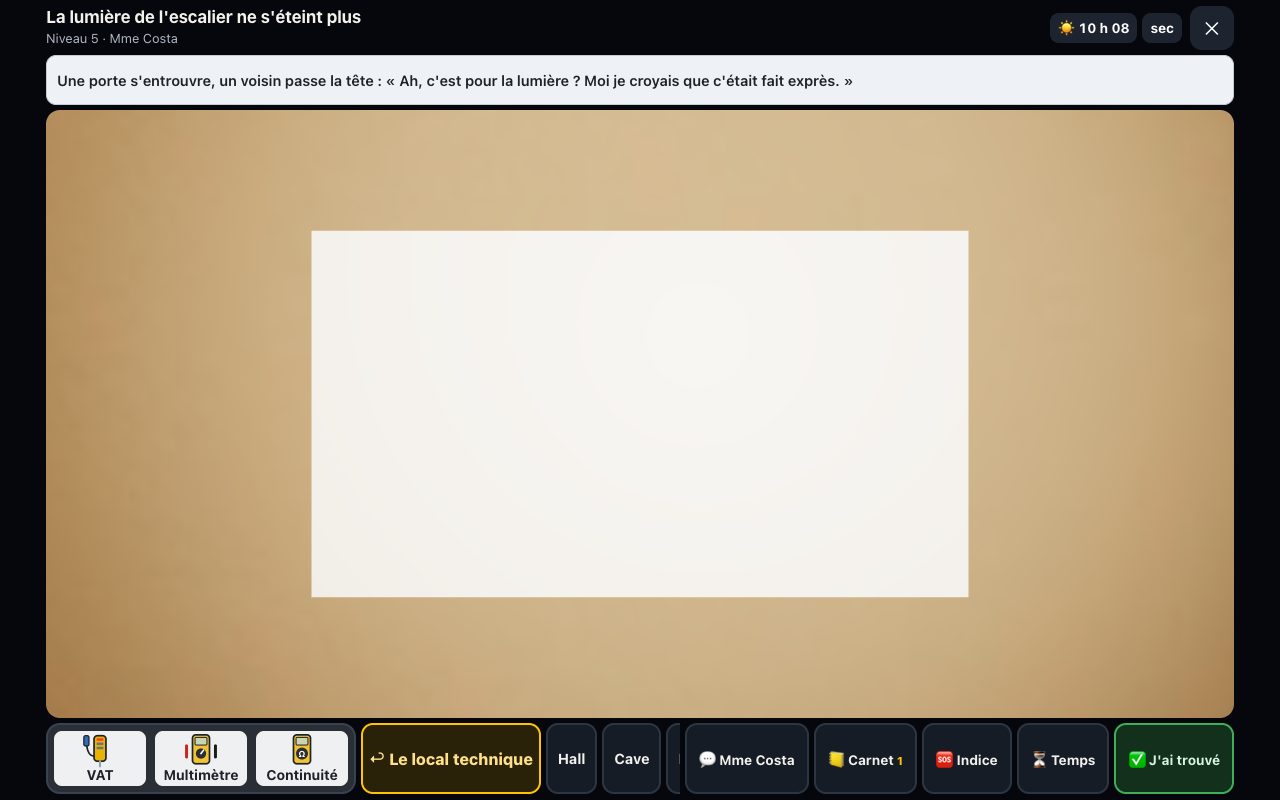 La lumière de l'escalier ne s'éteint plus
Niveau 5 · Mme Costa
☀️ 10 h 08
sec
Une porte s'entrouvre, un voisin passe la tête : « Ah, c'est pour la lumière ? Moi je croyais que c'était fait exprès. »
VAT
Multimètre
Ω
Continuité
↩ Le local technique
Hall
Cave
💬 Mme Costa
📒 Carnet 1
🆘 Indice
⏳ Temps
✅ J'ai trouvé